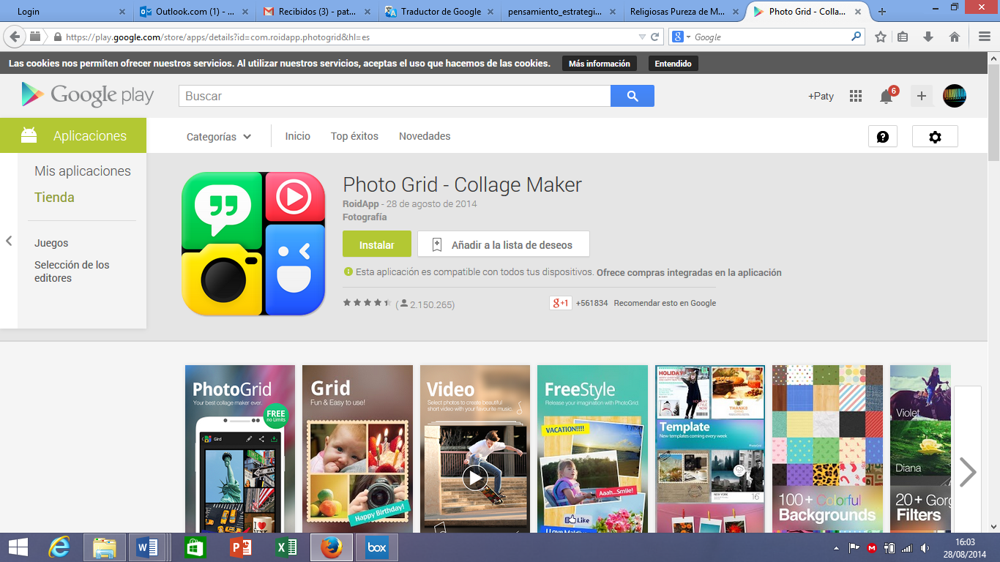 Login
Outlook.com (1) - ...
Recibidos (3) - pat...
Traductor de Google
pensamiento_estrategi...
Religiosas Pureza de M...
Photo Grid - Colla...
https://play.google.com/store/apps/details?id=com.roidapp.photogrid&hl=es
Google
Las cookies nos permiten ofrecer nuestros servicios. Al utilizar nuestros servicios, aceptas el uso que hacemos de las cookies.
Más información
Entendido
Google play
Buscar
+Paty
6
Aplicaciones
Categorías
Inicio
Top éxitos
Novedades
Mis aplicaciones
Tienda
Juegos
Selección de los
editores
Photo Grid - Collage Maker
RoidApp - 28 de agosto de 2014
Fotografía
Instalar
Añadir a la lista de deseos
Esta aplicación es compatible con todos tus dispositivos. Ofrece compras integradas en la aplicación
( 2.150.265)
g+1
+561834
Recomendar esto en Google
PhotoGrid
Your best collage maker ever.
FREE
no Limits
Gird
Grid
Fun & Easy to use!
Happy Birthday!
Video
Select photos to create beautiful
short video with your favourite music.
FreeStyle
Release your imagination with PhotoGrid.
VACATION!!!!
Aaah...Smile!
Like
I Love Maldiv
HOLIDAY
HOLIDAY
STYLE
NOW
THANKS
Template
New templates coming every week
PhotoGrid
NEW YORK
16
100+ Colorful
Backgrounds
Violet
Diana
20+ Gorg
Filters
box
16:03
28/08/2014